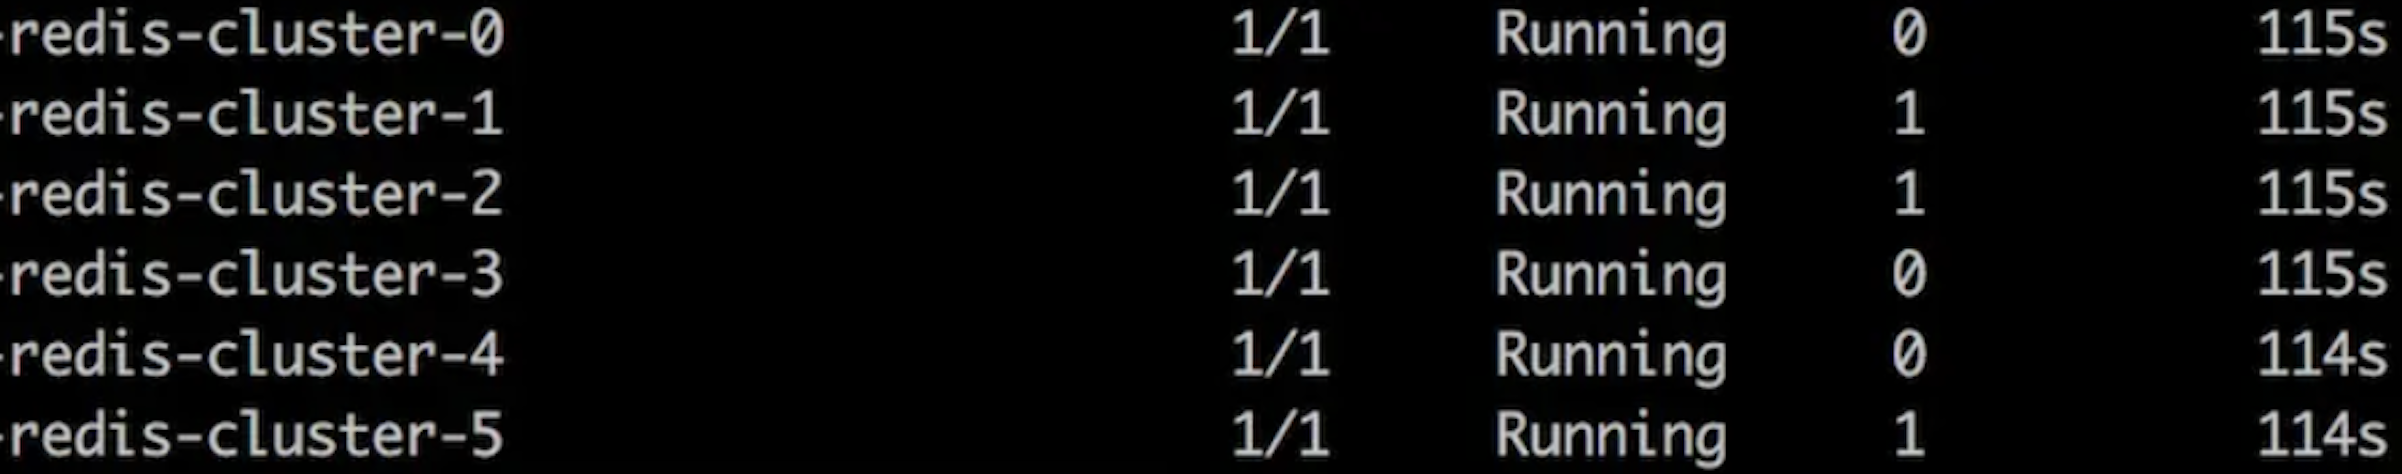 -redis-cluster-0 1/1 Running 0 115s
-redis-cluster-1 1/1 Running 1 115s
-redis-cluster-2 1/1 Running 1 115s
-redis-cluster-3 1/1 Running 0 115s
-redis-cluster-4 1/1 Running 0 114s
-redis-cluster-5 1/1 Running 1 114s